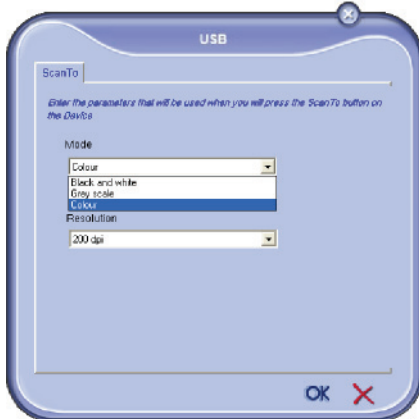 USB
ScanTo
Enter the parameters that will be used when you will press the ScanTo button on
the Device
Mode
Colour
Black and white
Grey scale
Colour
Resolution
200 dpi
OK